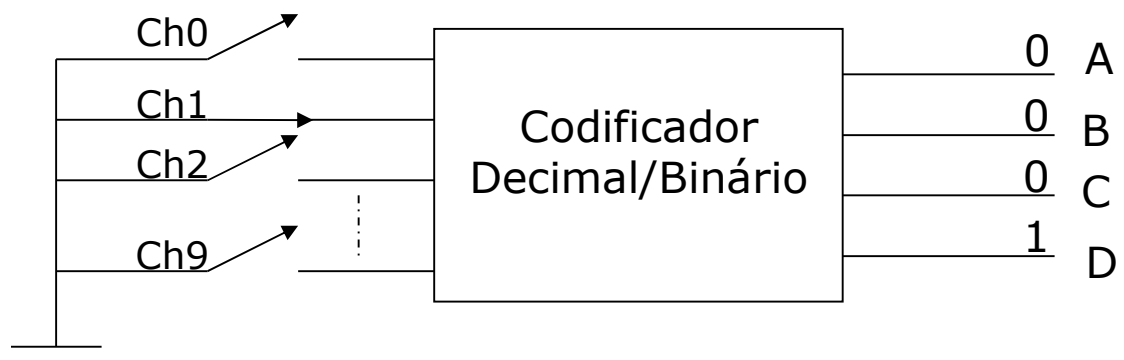 Ch0
Ch1
Ch2
Ch9
Codificador
Decimal/Binário
0 A
0 B
0 C
1 D